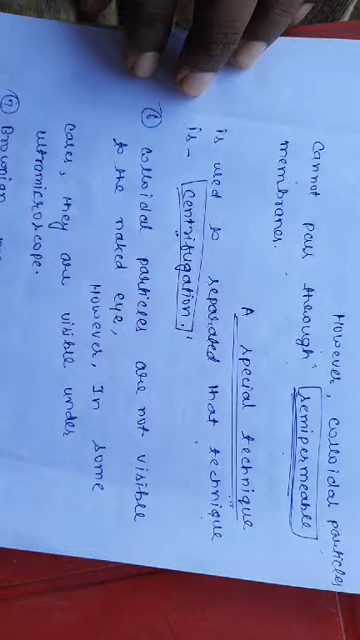 However, colloidal particles
cannot pass through semipermeable
membranes.
A special technique
is used to separated that technique
is - "centrifugation."
⑥ colloidal particles are not visible
to the naked eye,
However, In some
cases, they are visible under
ultramicroscope.
⑦ Brownian